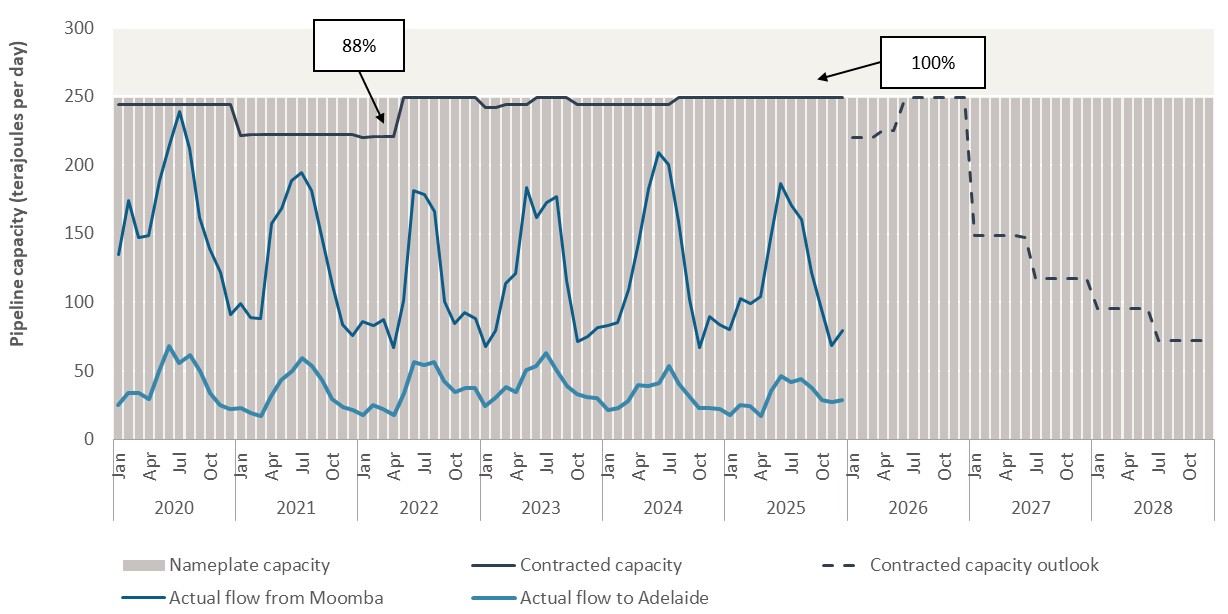 Pipeline capacity (terajoules per day)
300
250
200
150
100
50
0
88%
100%
Jan Apr Jul Oct Jan Apr Jul Oct Jan Apr Jul Oct Jan Apr Jul Oct Jan Apr Jul Oct Jan Apr Jul Oct Jan Apr Jul Oct Jan Apr Jul Oct Jan Apr Jul Oct
2020 2021 2022 2023 2024 2025 2026 2027 2028
Nameplate capacity Contracted capacity Contracted capacity outlook
Actual flow from Moomba Actual flow to Adelaide